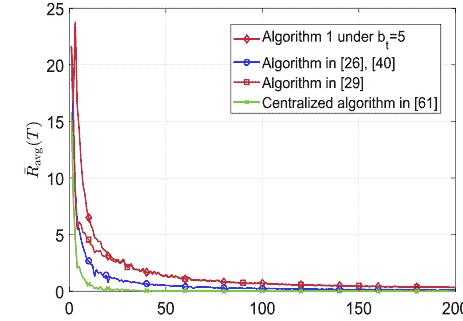 25
20
15
10
5
0
R̄avg(T)
Algorithm 1 under bt=5
Algorithm in [26], [40]
Algorithm in [29]
Centralized algorithm in [61]
0 50 100 150 200